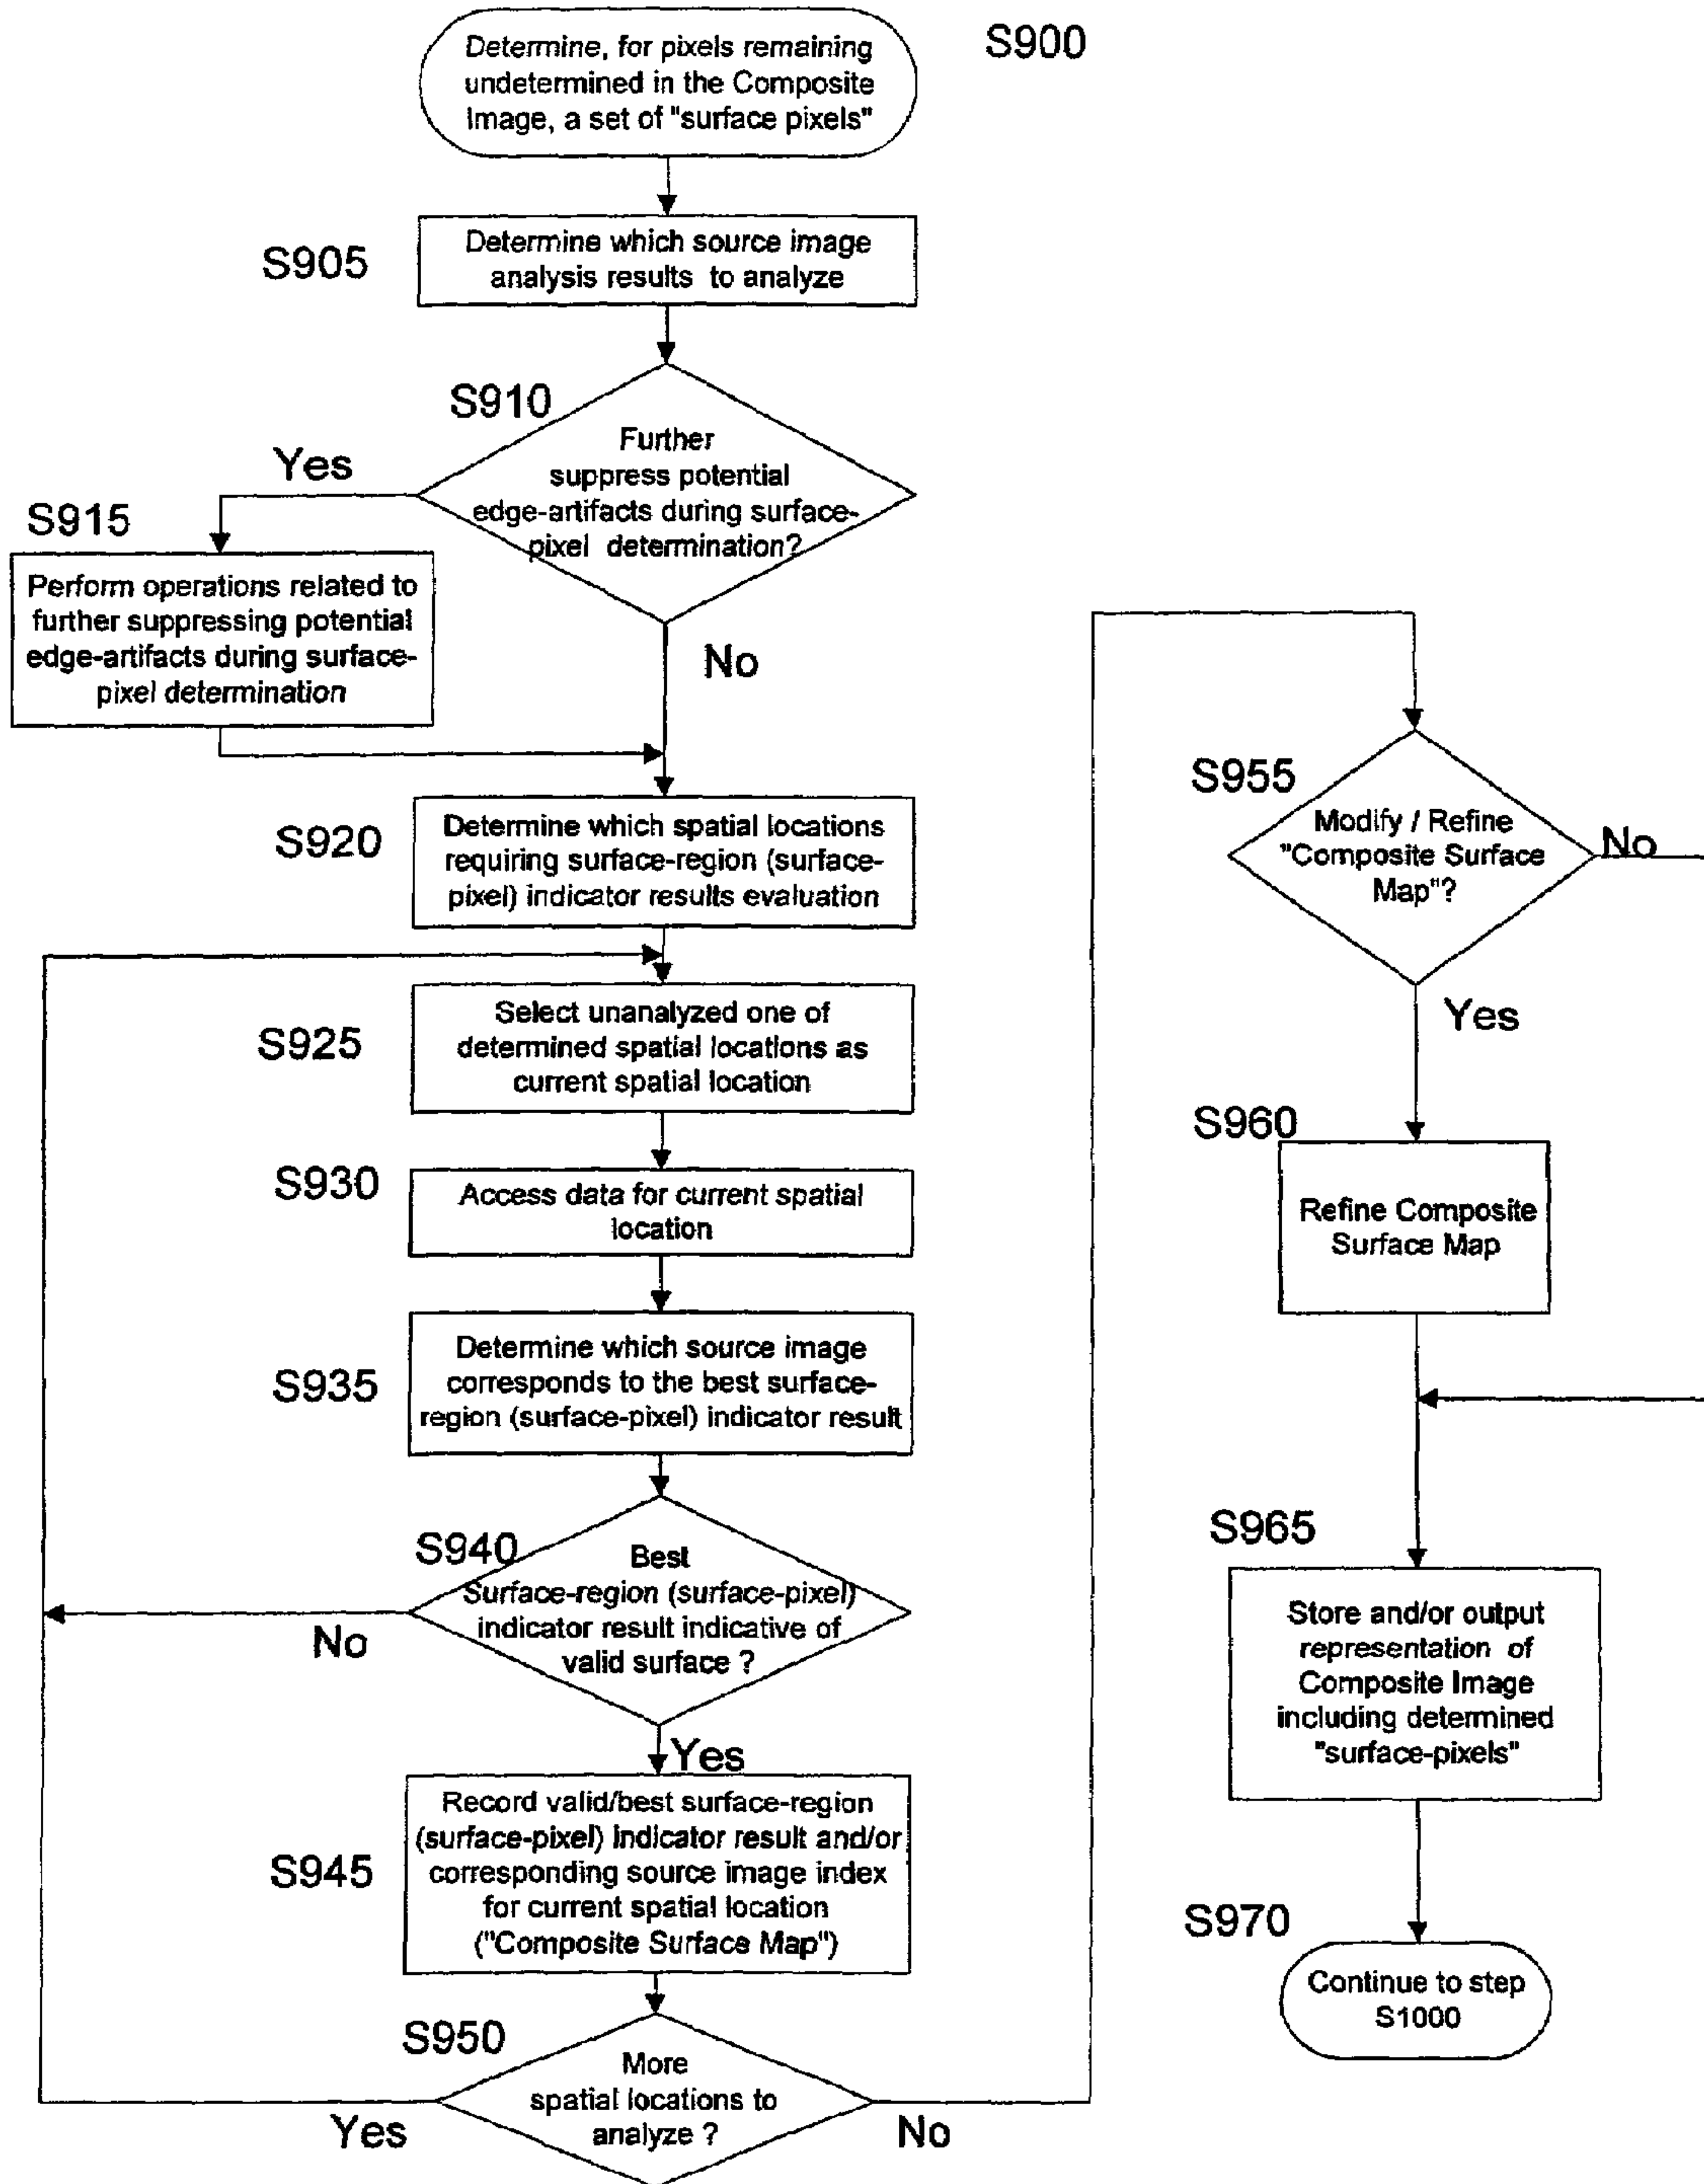 Determine, for pixels remaining
undetermined in the Composite
Image, a set of "surface pixels"
S900
S905
Determine which source image
analysis results to analyze
S910
Further
suppress potential
edge-artifacts during surface-
pixel determination?
Yes
No
S915
Perform operations related to
further suppressing potential
edge-artifacts during surface-
pixel determination
S920
Determine which spatial locations
requiring surface-region (surface-
pixel) indicator results evaluation
S925
Select unanalyzed one of
determined spatial locations as
current spatial location
S930
Access data for current spatial
location
S935
Determine which source image
corresponds to the best surface-
region (surface-pixel) indicator result
S940
Best
Surface-region (surface-pixel)
indicator result indicative of
valid surface ?
No
Yes
S945
Record valid/best surface-region
(surface-pixel) indicator result and/or
corresponding source image index
for current spatial location
("Composite Surface Map")
S950
More
spatial locations to
analyze ?
Yes
No
S955
Modify / Refine
"Composite Surface
Map"?
No
Yes
S960
Refine Composite
Surface Map
S965
Store and/or output
representation of
Composite Image
including determined
"surface-pixels"
S970
Continue to step
S1000